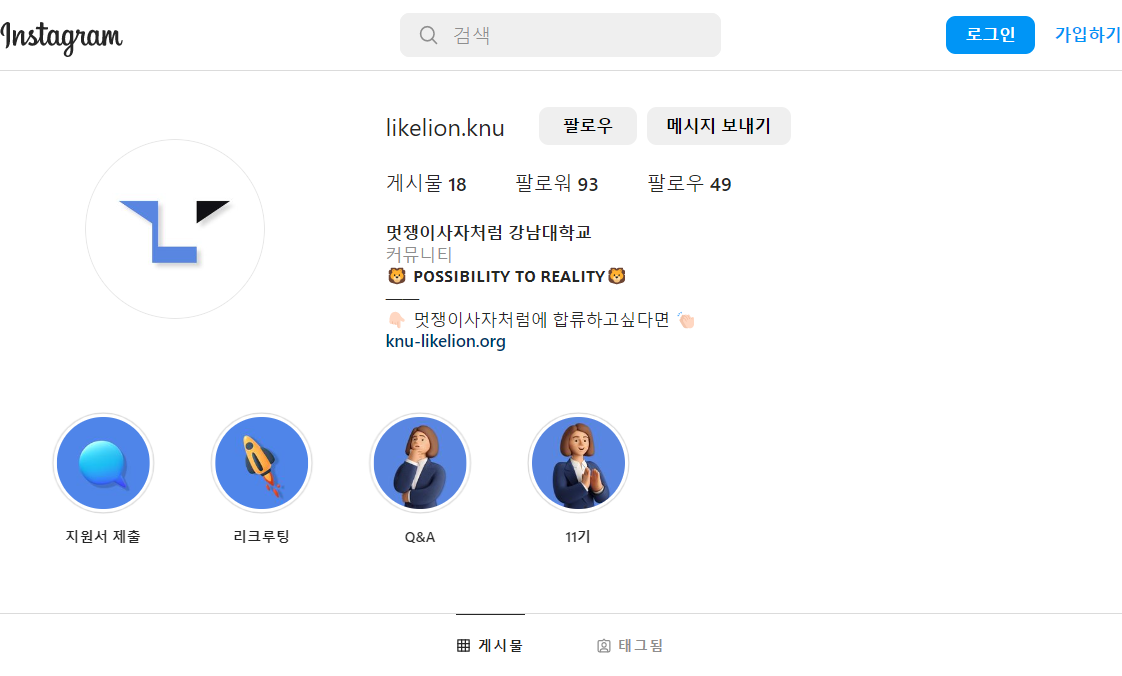 Instagram
검색
로그인
가입하기
likelion.knu
팔로우
메시지 보내기
게시물 18
팔로워 93
팔로우 49
멋쟁이사자처럼 강남대학교
커뮤니티
🦁 POSSIBILITY TO REALITY🦁
____
👇🏻 멋쟁이사자처럼에 합류하고싶다면 👏🏻
knu-likelion.org
지원서 제출
리크루팅
Q&A
11기
게시물
태그됨